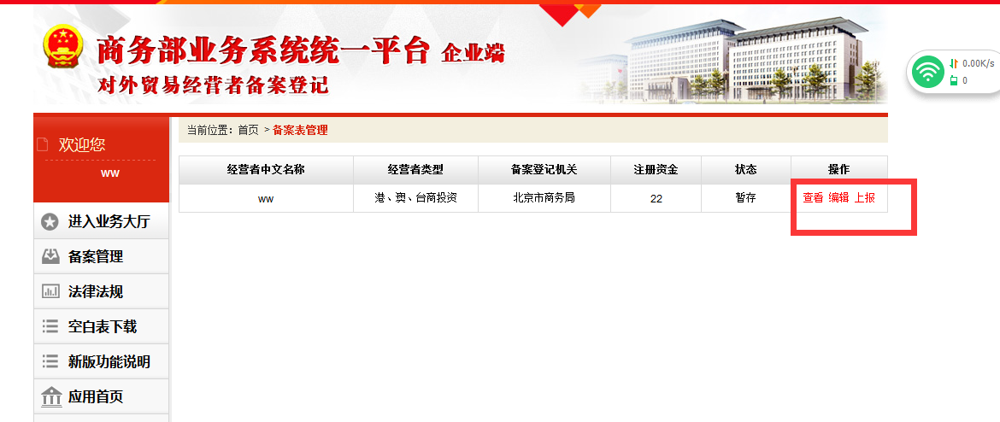 商务部业务系统统一平台 企业端
对外贸易经营者备案登记
0.00K/s
0
欢迎您
ww
当前位置：首页 > 备案表管理
经营者中文名称 经营者类型 备案登记机关 注册资金 状态 操作
ww 港、澳、台商投资 北京市商务局 22 暂存 查看 编辑 上报
进入业务大厅
备案管理
法律法规
空白表下载
新版功能说明
应用首页